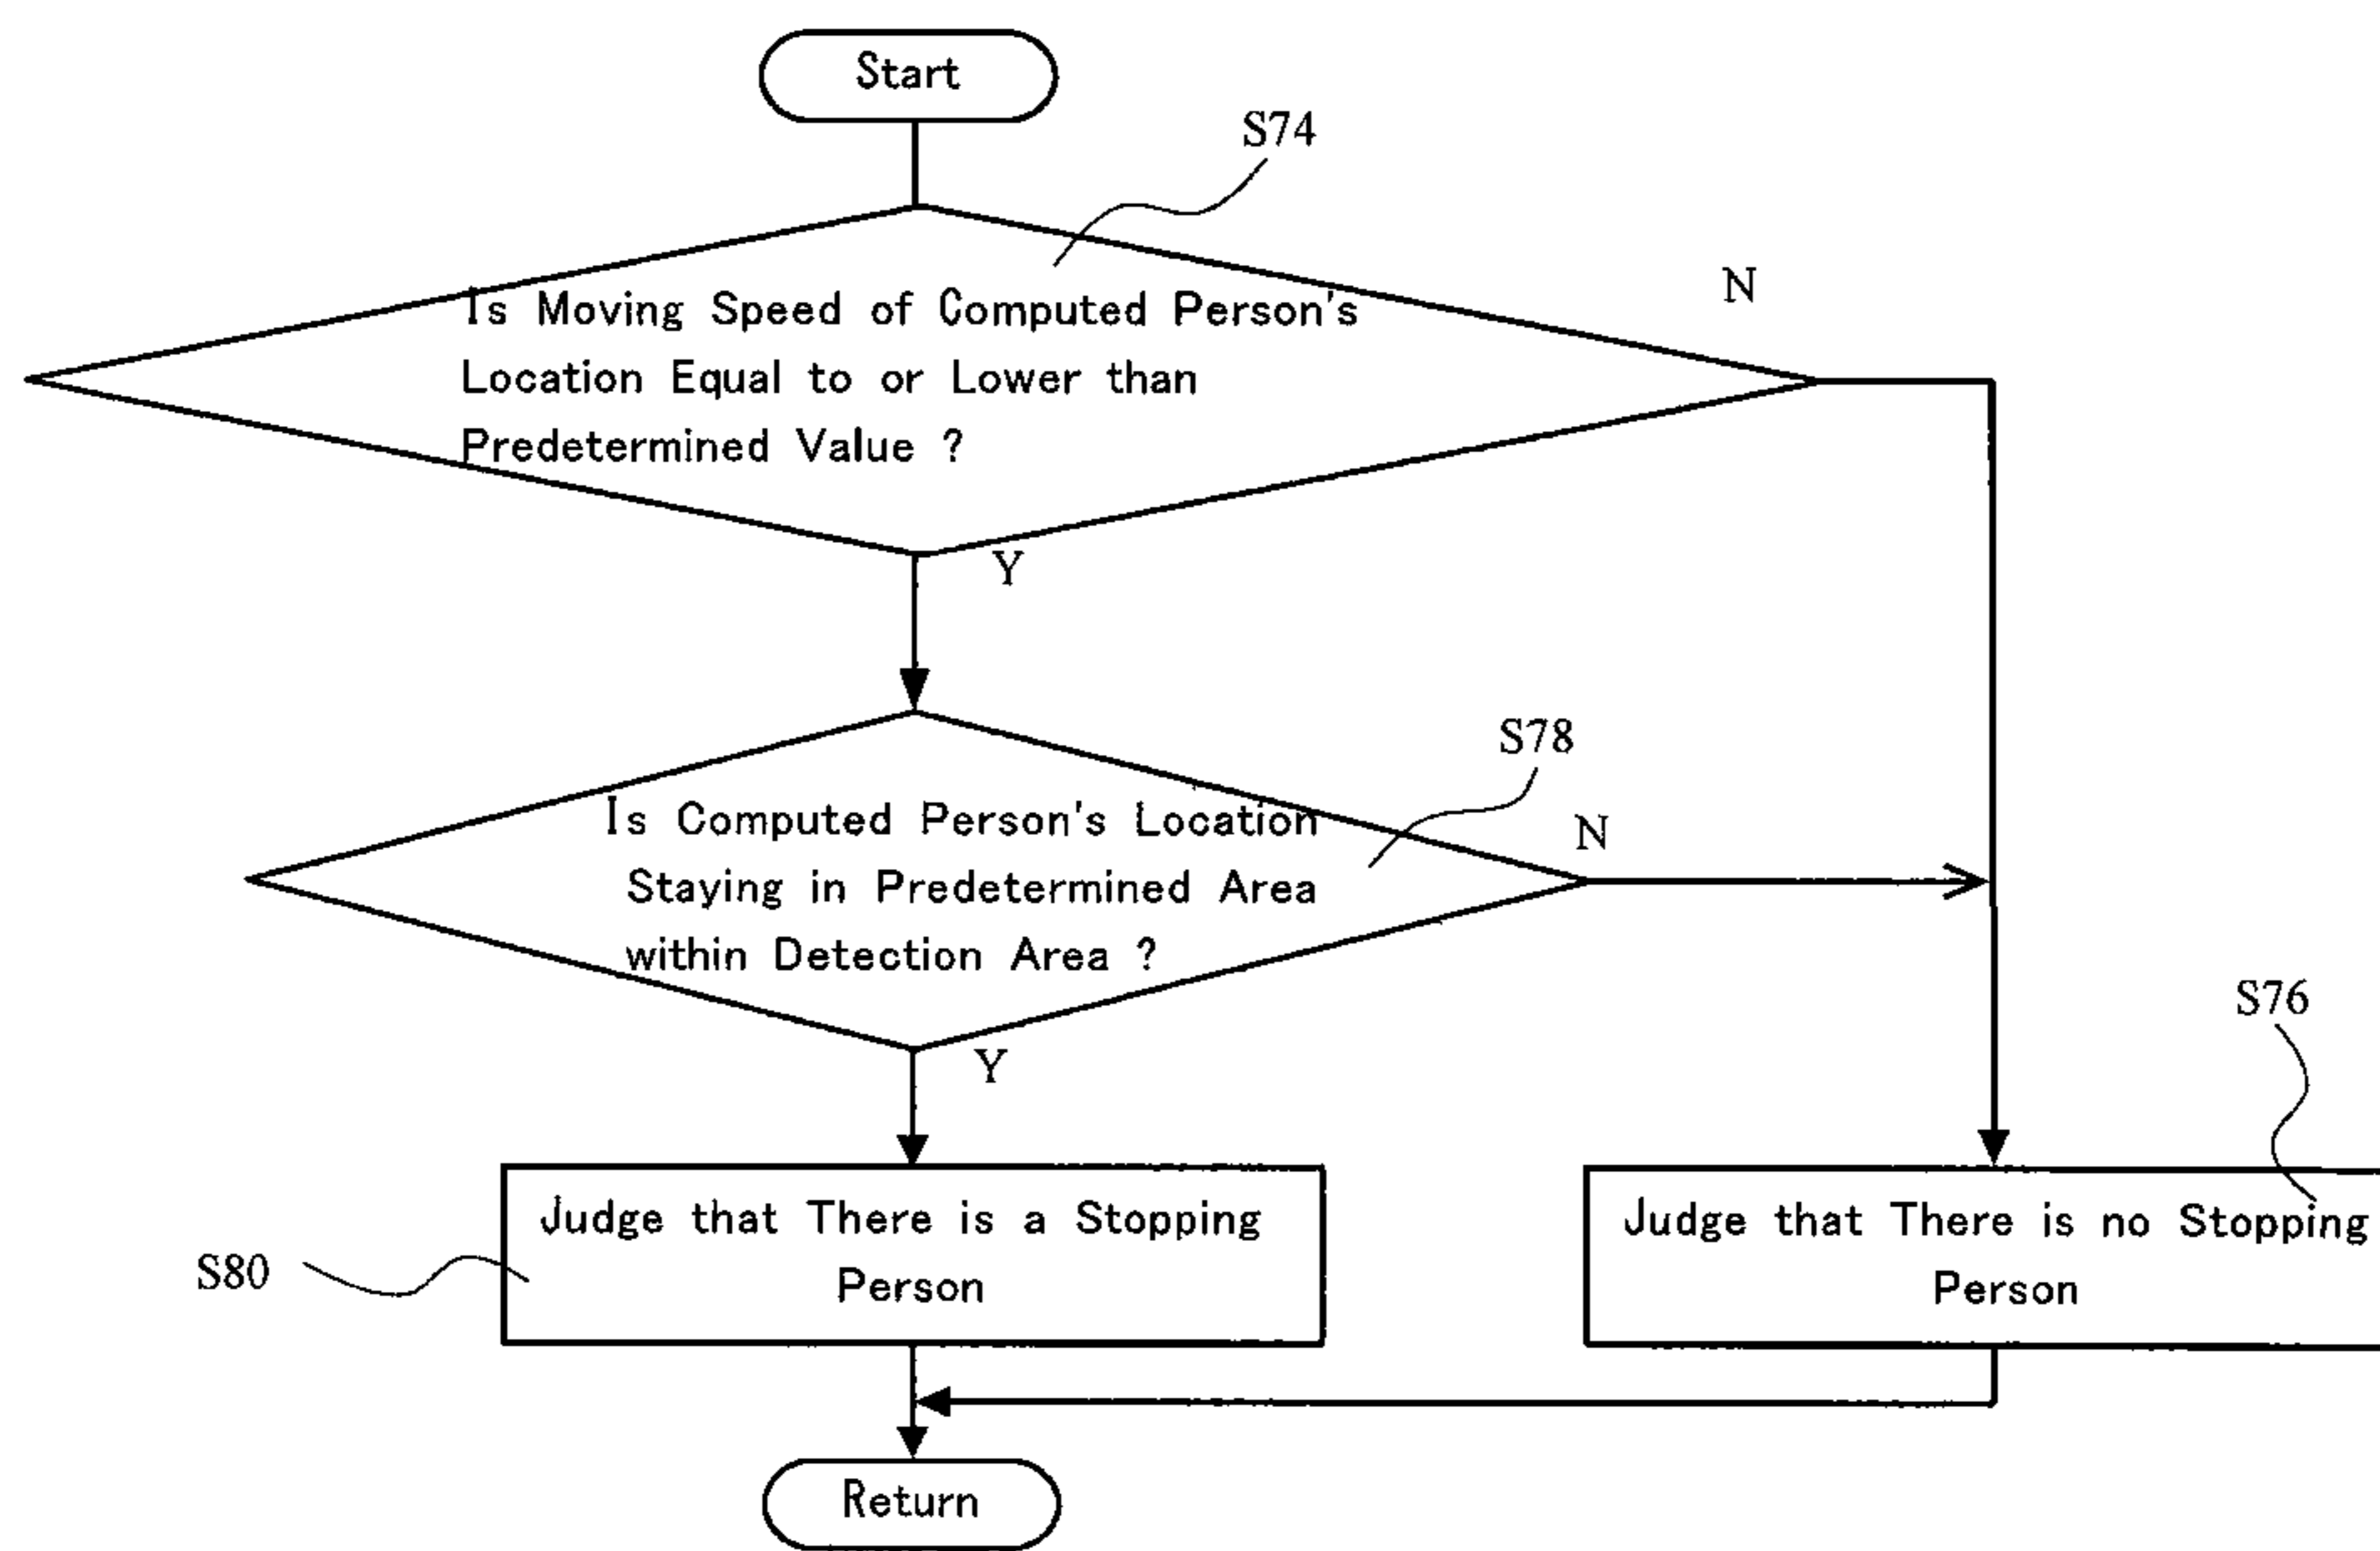 Start
S74
N
Is Moving Speed of Computed Person's
Location Equal to or Lower than
Predetermined Value ?
Y
S78
N
Is Computed Person's Location
Staying in Predetermined Area
within Detection Area ?
Y
S76
Judge that There is a Stopping
Person
S80
Judge that There is no Stopping
Person
Return